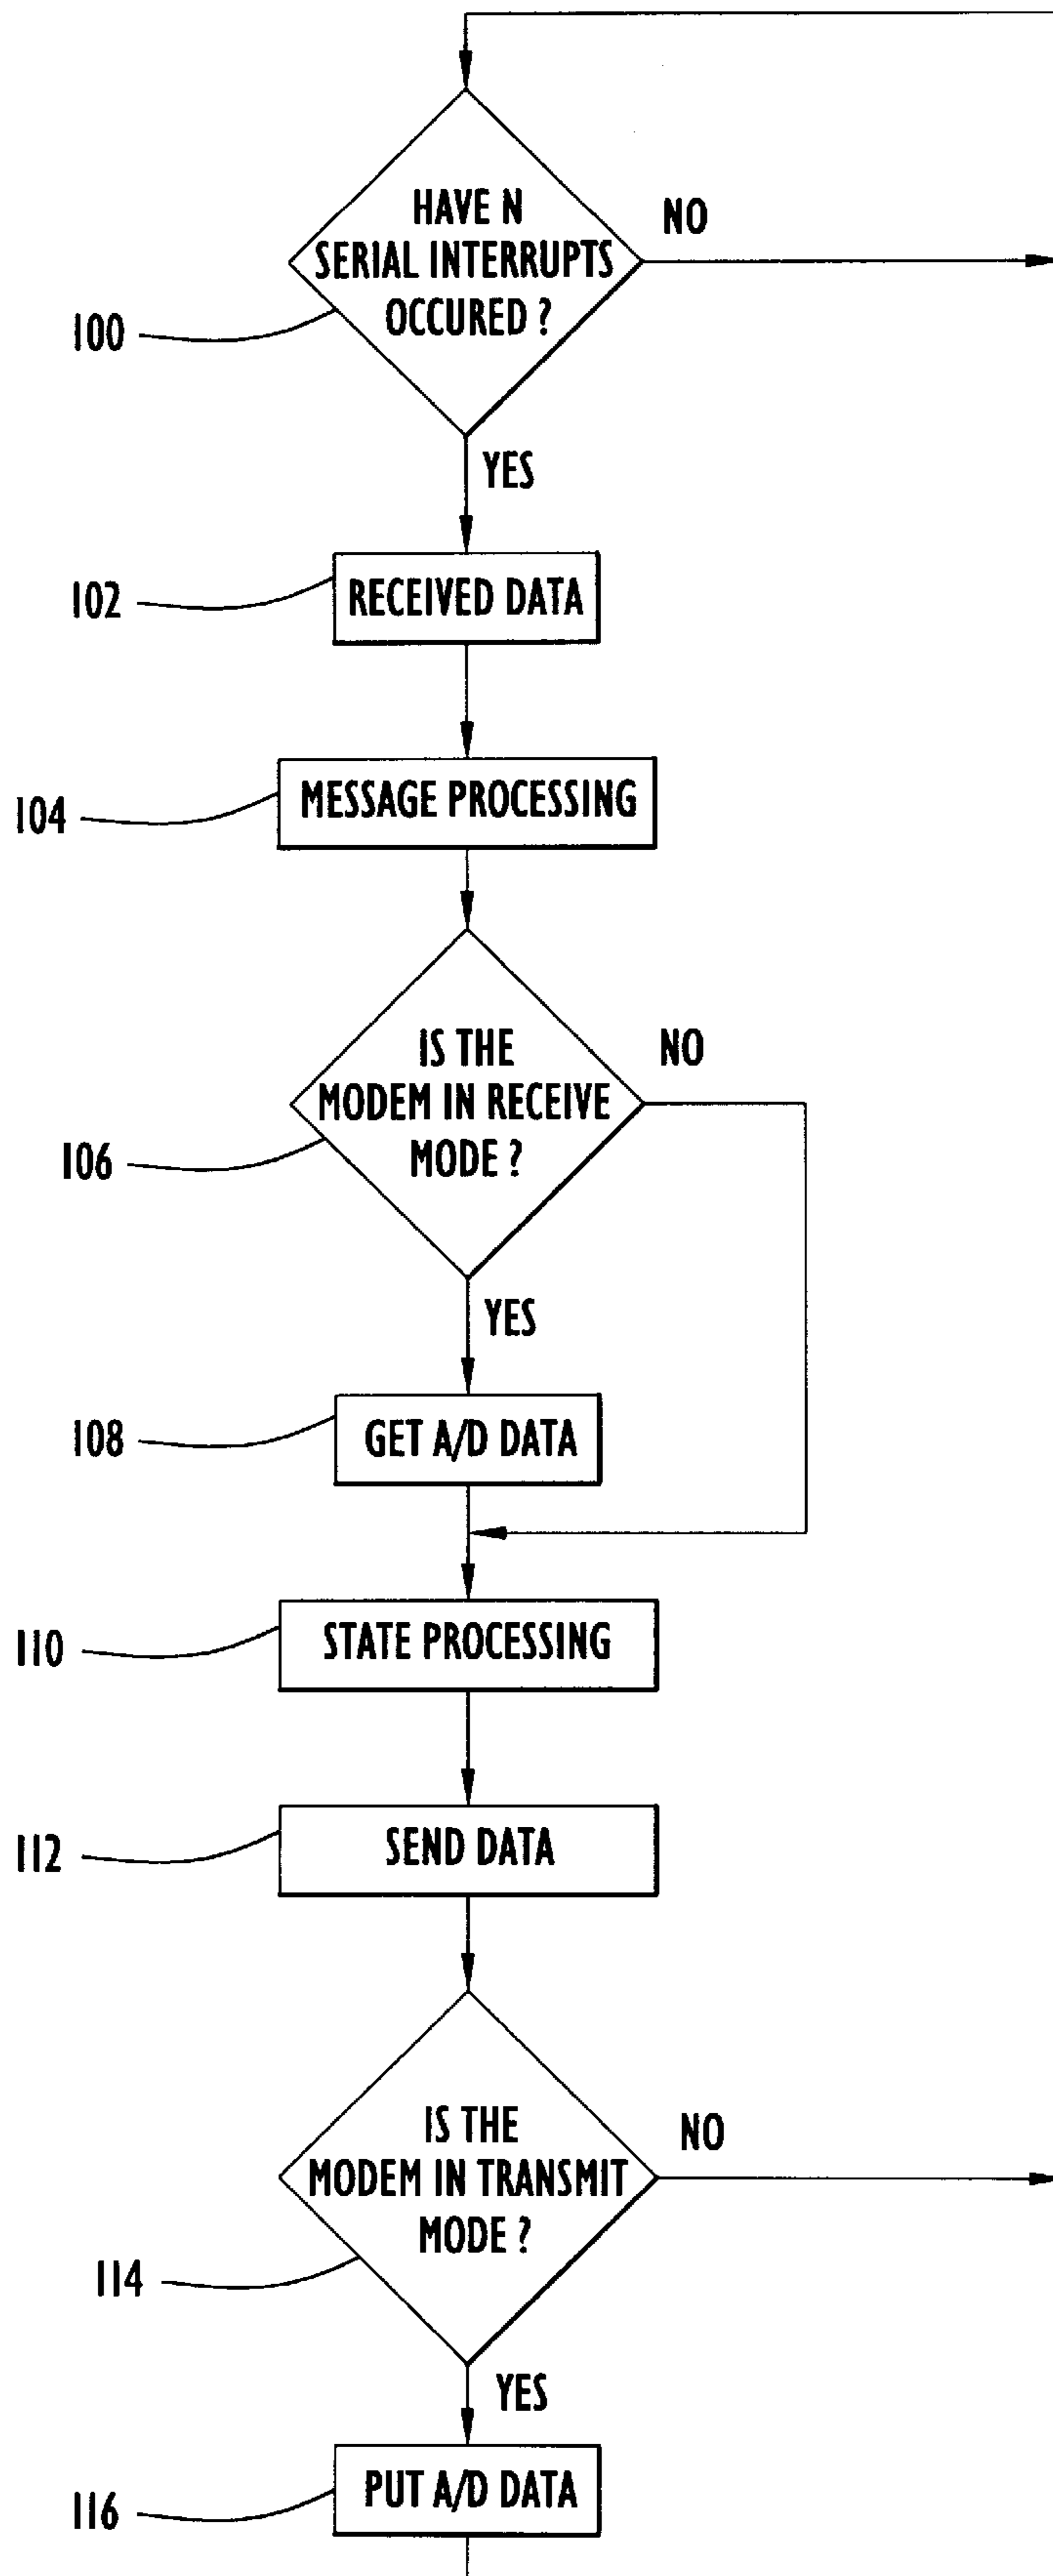 HAVE N
SERIAL INTERRUPTS
OCCURED ?
NO
100
YES
102
RECEIVED DATA
104
MESSAGE PROCESSING
IS THE
MODEM IN RECEIVE
MODE ?
NO
106
YES
108
GET A/D DATA
110
STATE PROCESSING
112
SEND DATA
IS THE
MODEM IN TRANSMIT
MODE ?
NO
114
YES
116
PUT A/D DATA